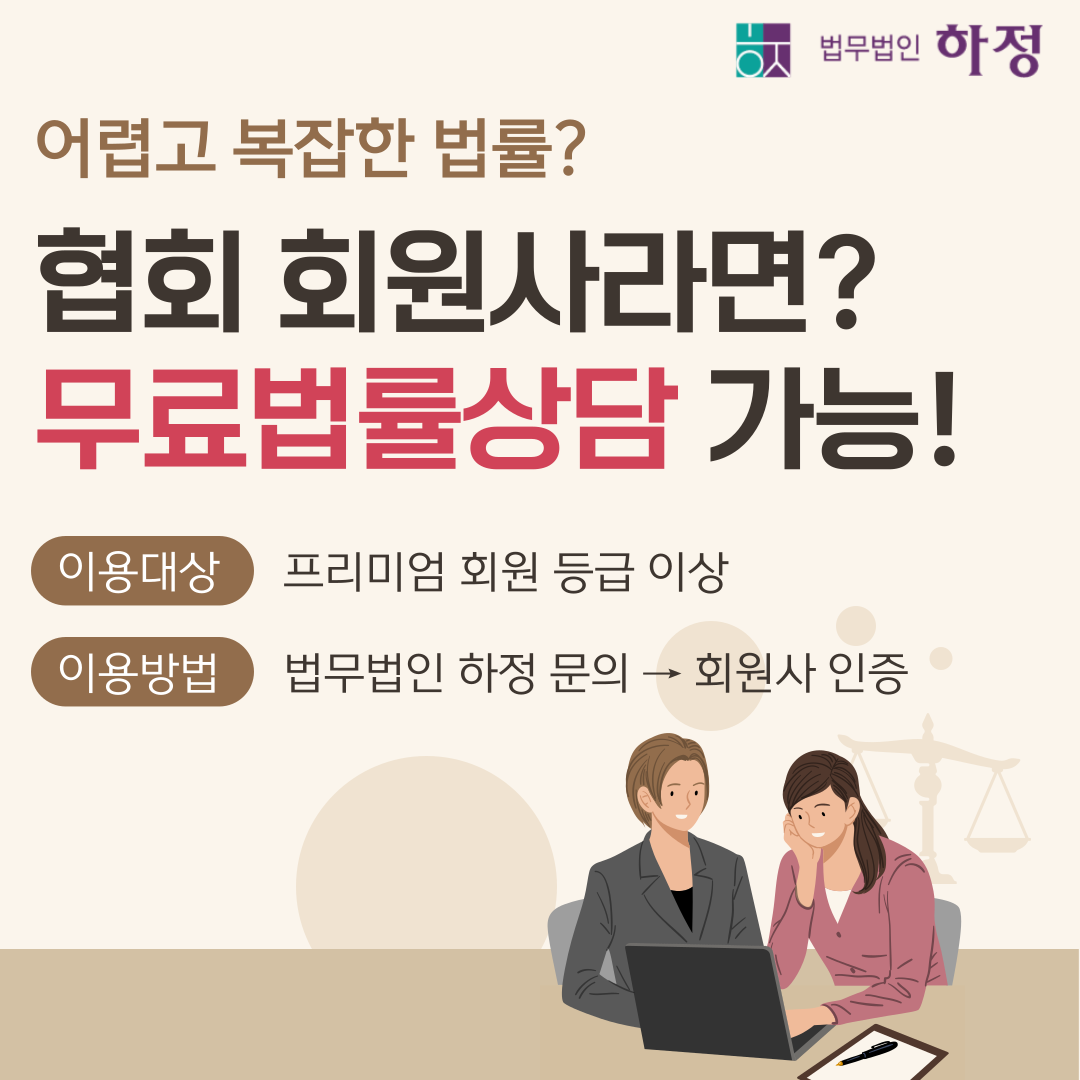 법무법인 하정
어렵고 복잡한 법률?
협회 회원사라면?
무료법률상담 가능!
이용대상 프리미엄 회원 등급 이상
이용방법 법무법인 하정 문의 → 회원사 인증